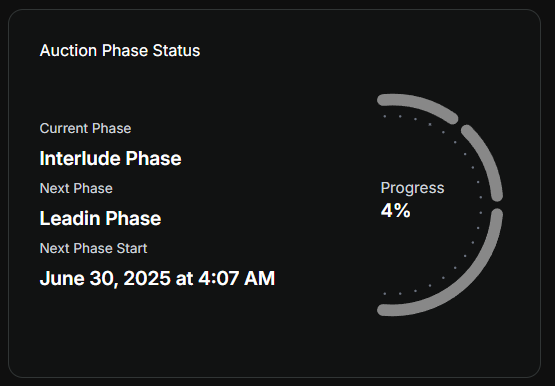 Auction Phase Status
Current Phase
Interlude Phase
Next Phase
Leadin Phase
Next Phase Start
June 30, 2025 at 4:07 AM
Progress
4%